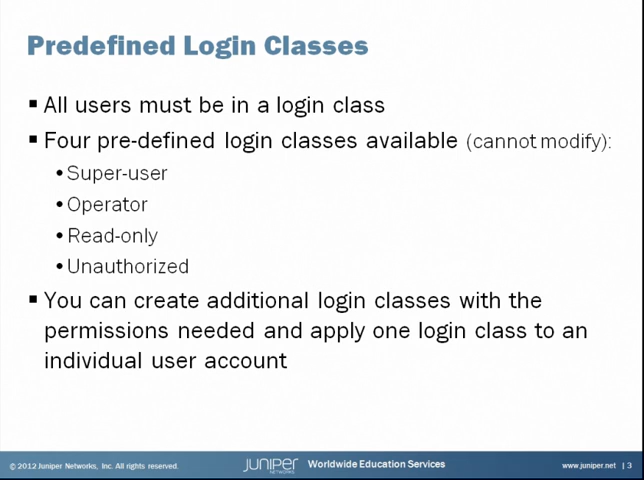 Predefined Login Classes
▪ All users must be in a login class
▪ Four pre-defined login classes available (cannot modify):
• Super-user
• Operator
• Read-only
• Unauthorized
▪ You can create additional login classes with the
permissions needed and apply one login class to an
individual user account
© 2012 Juniper Networks, Inc. All rights reserved.
JUNIPER
NETWORKS
Worldwide Education Services
www.juniper.net | 3